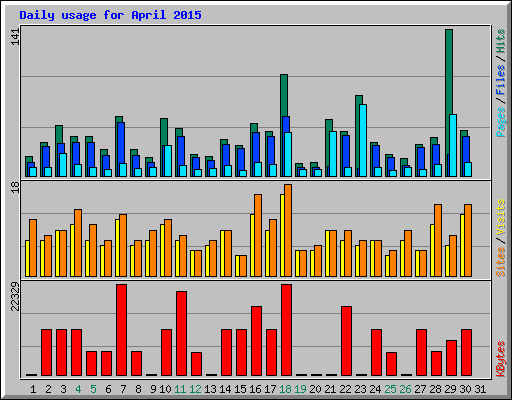 Daily usage for April 2015
141
Pages / Files / Hits
18
Sites / Visits
22329
KBytes
1 2 3 4 5 6 7 8 9 10 11 12 13 14 15 16 17 18 19 20 21 22 23 24 25 26 27 28 29 30 31